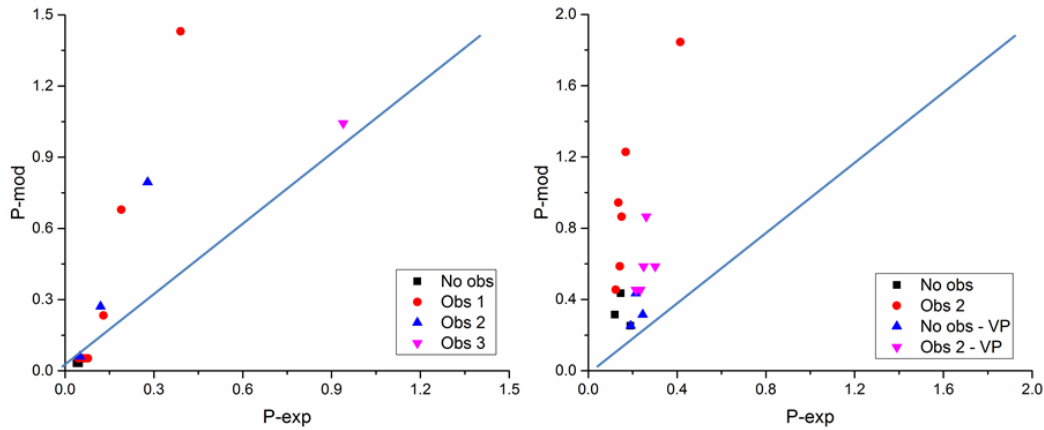 1.5
1.2
0.9
0.6
0.3
0.0
P-mod
0.0 0.3 0.6 0.9 1.2 1.5
P-exp
No obs
Obs 1
Obs 2
Obs 3
2.0
1.6
1.2
0.8
0.4
0.0
P-mod
0.0 0.4 0.8 1.2 1.6 2.0
P-exp
No obs
Obs 2
No obs - VP
Obs 2 - VP